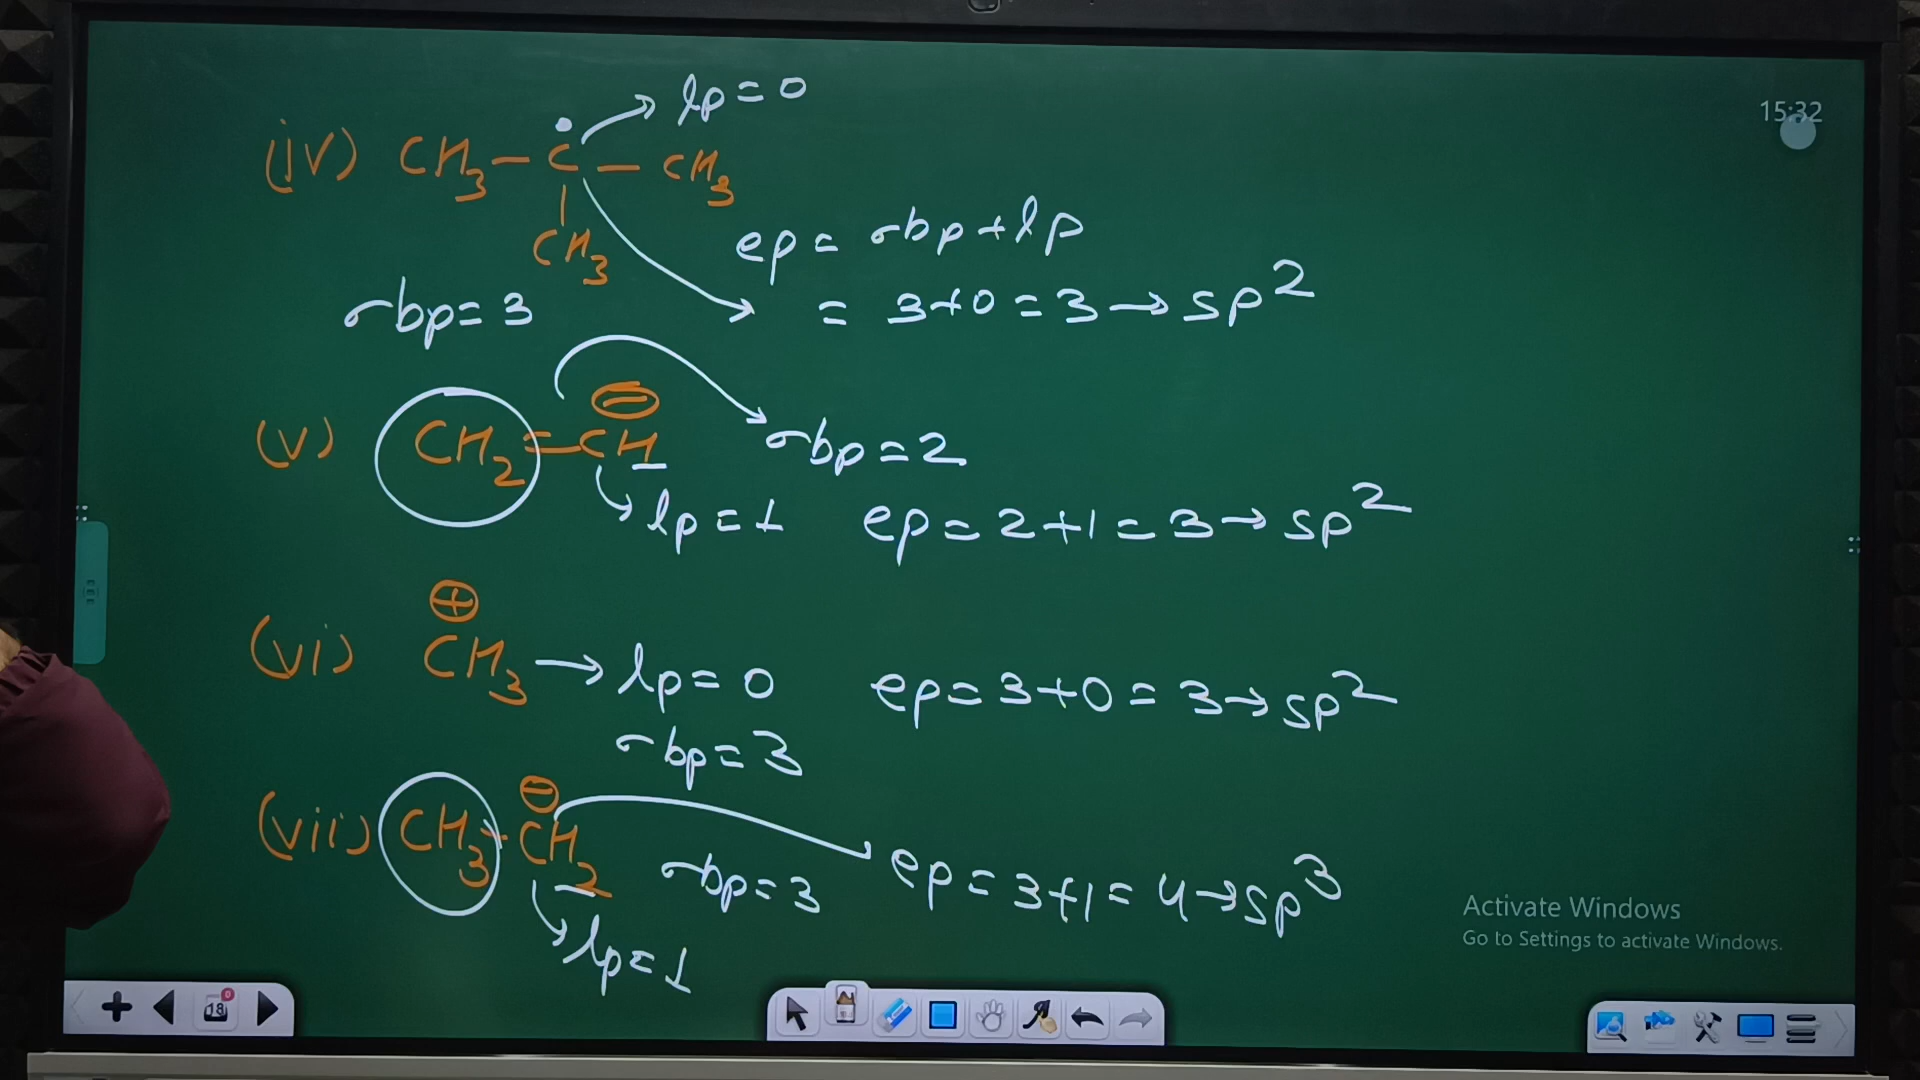 lp = 0
15:32
(iv) CH₃ – Ċ – CH₃
|
CH₃
ep = σbp + lp
σbp = 3
= 3+0 = 3 → sp²
(v) CH₂ = CH
⊖
σbp = 2
lp = 1 ep = 2+1 = 3 → sp²
⊕
(vi) CH₃ → lp = 0 ep = 3+0 = 3 → sp²
σbp = 3
⊖
(vii) CH₃ - CH₂ σbp = 3 ep = 3+1 = 4 → sp³
lp = 1
Activate Windows
Go to Settings to activate Windows.
18
0